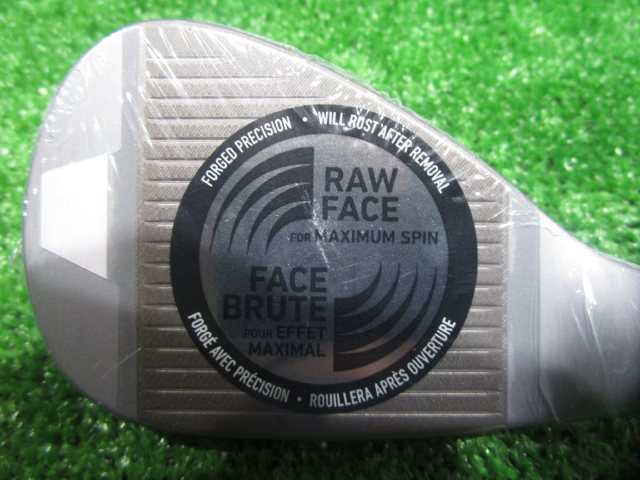 FORGED PRECISION • WILL RUST AFTER REMOVAL
RAW
FACE
FOR MAXIMUM SPIN
FACE
BRUTE
POUR EFFET
MAXIMAL
FORGÉ AVEC PRÉCISION • ROUILLERA APRÈS OUVERTURE